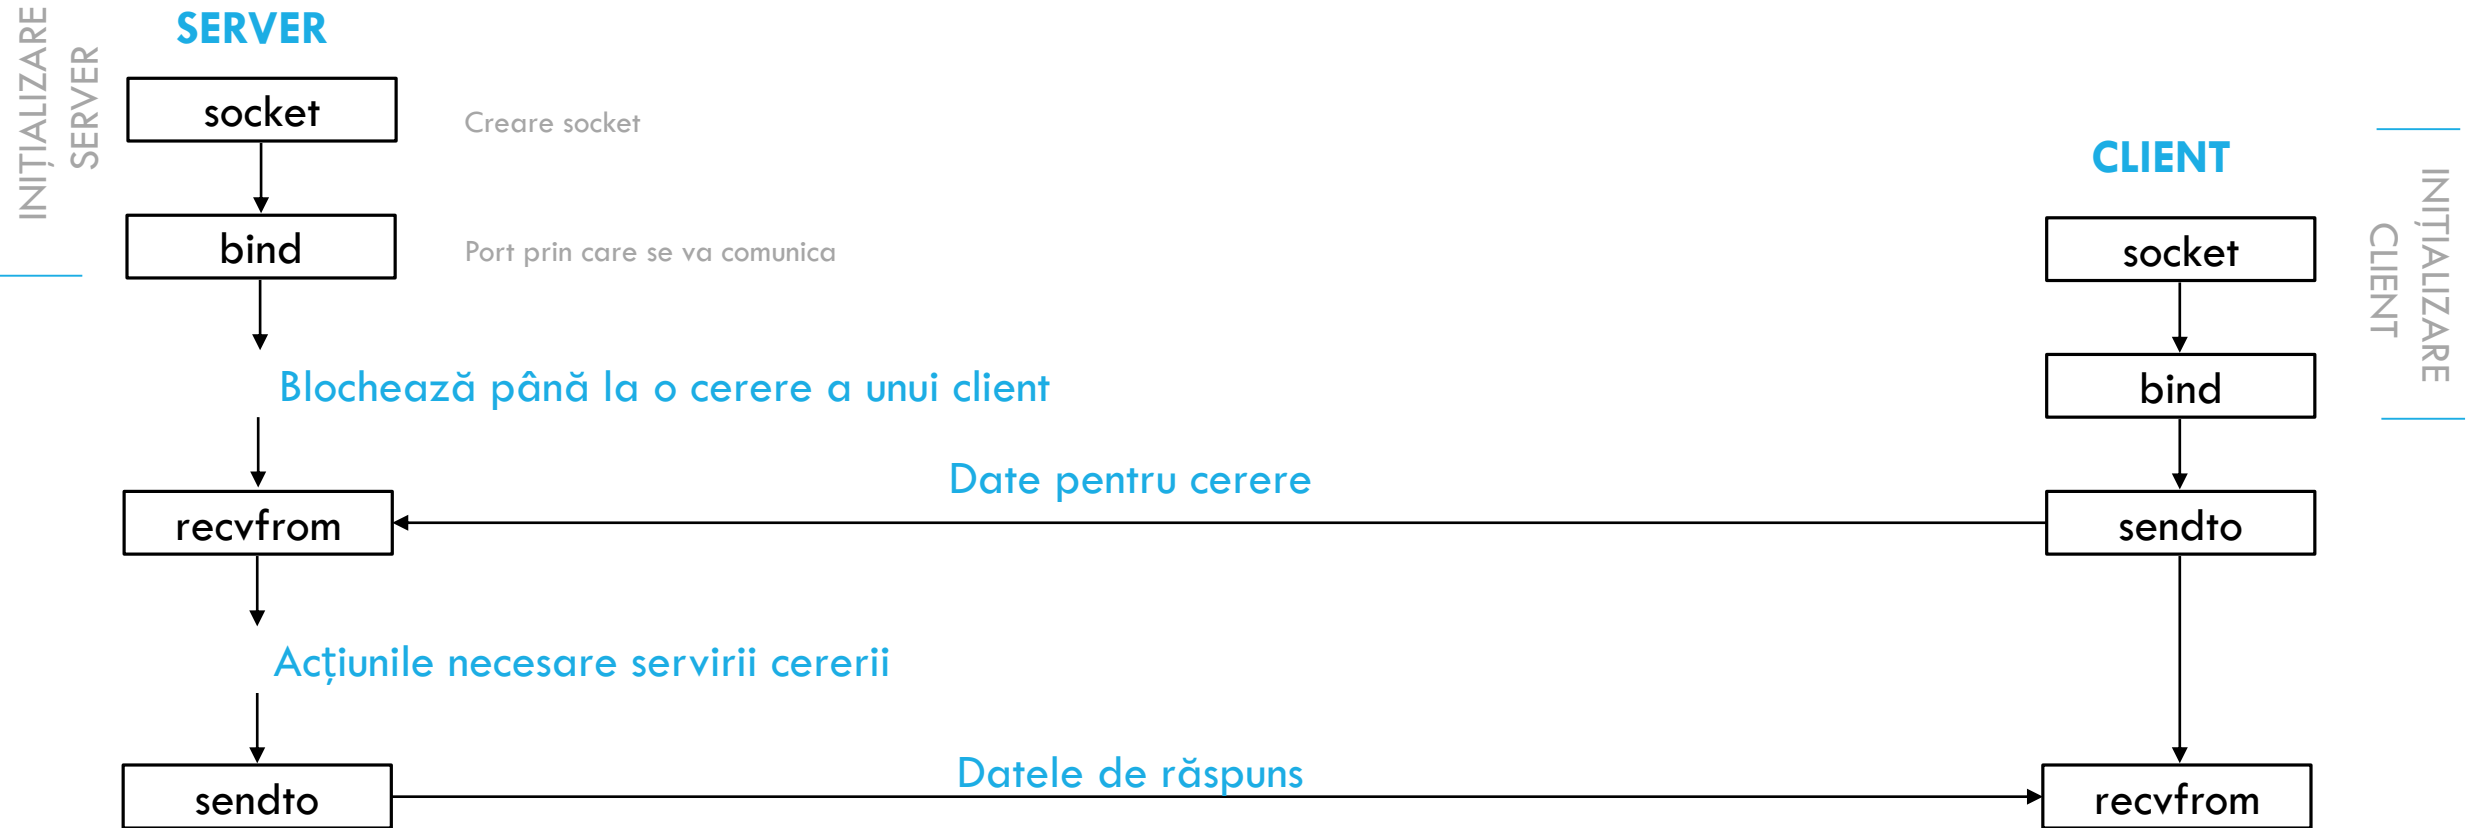 INIȚIALIZARE
SERVER
SERVER
socket
Creare socket
bind
Port prin care se va comunica
Blochează până la o cerere a unui client
recvfrom
Acțiunile necesare servirii cererii
sendto
Date pentru cerere
Datele de răspuns
CLIENT
socket
bind
sendto
recvfrom
INIȚIALIZARE
CLIENT